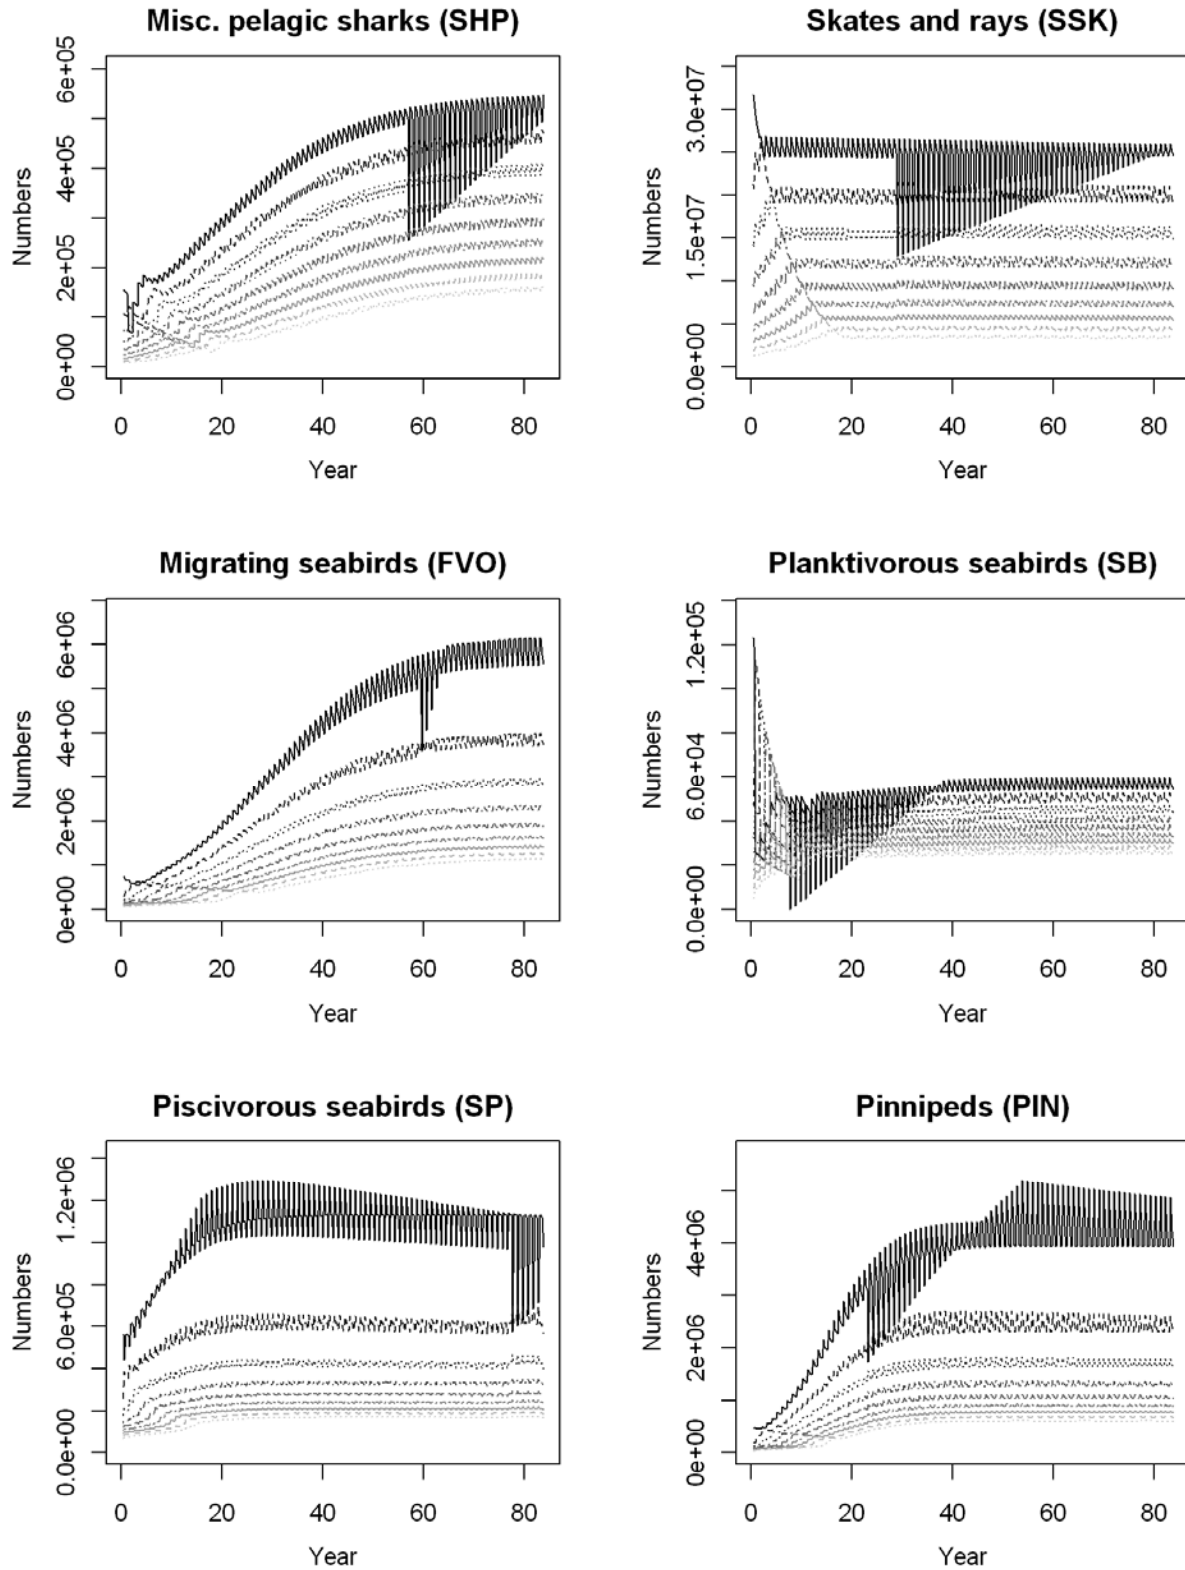 Misc. pelagic sharks (SHP)
Numbers
6e+05
4e+05
2e+05
0e+00
0 20 40 60 80
Year
Skates and rays (SSK)
Numbers
3.0e+07
1.5e+07
0.0e+00
0 20 40 60 80
Year
Migrating seabirds (FVO)
Numbers
6e+06
4e+06
2e+06
0e+00
0 20 40 60 80
Year
Planktivorous seabirds (SB)
Numbers
1.2e+05
6.0e+04
0.0e+00
0 20 40 60 80
Year
Piscivorous seabirds (SP)
Numbers
1.2e+06
6.0e+05
0.0e+00
0 20 40 60 80
Year
Pinnipeds (PIN)
Numbers
4e+06
2e+06
0e+00
0 20 40 60 80
Year